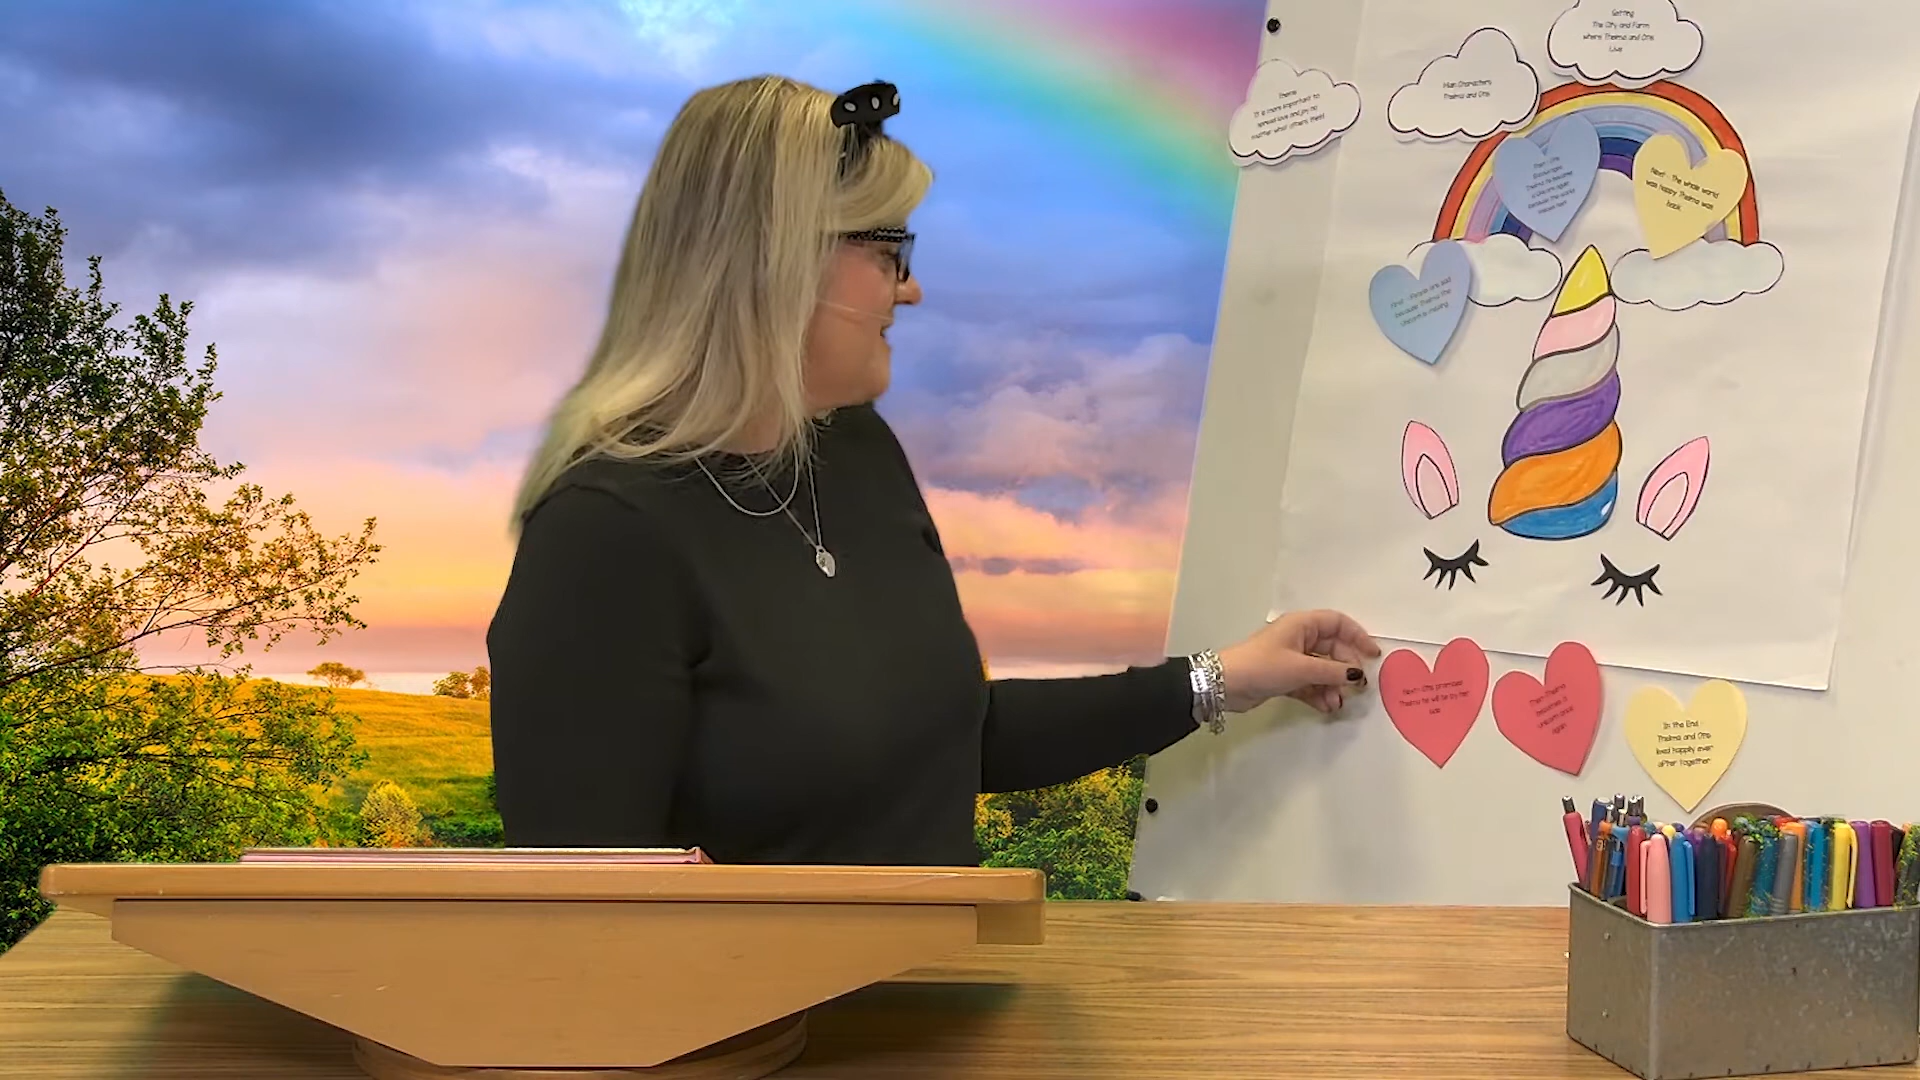 Setting
The City and Farm
where Thelma and Otis
Live
Main Characters
Thelma and Otis
Theme
It is more important to
spread love and joy no
matter what others think
Then - Otis
Encourages
Thelma to become
a Unicorn again
because the world
Next - The whole world
was happy Thelma was
back
First - People are sad
because Thelma the
Unicorn is missing
Next - Otis promised
Thelma he will be by her
side
Then Thelma
becomes a
Unicorn once
again
In the End -
Thelma and Otis
lived happily ever
after together